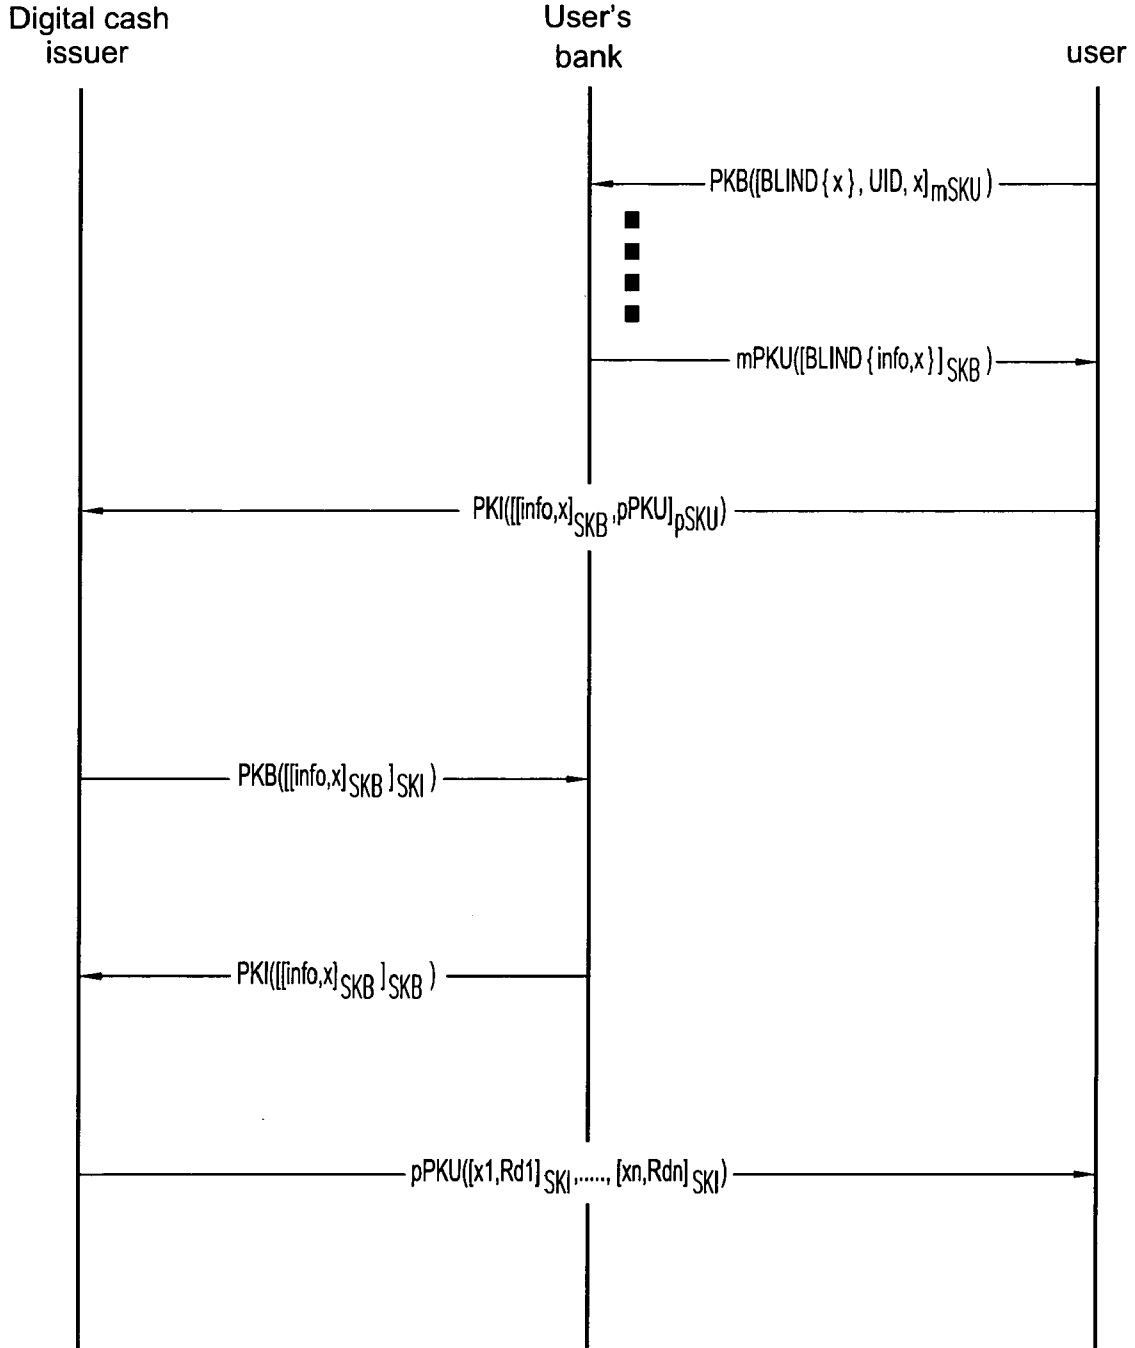 Digital cash
issuer
User's
bank
user
PKB([BLIND{x}, UID, x]mSKU)
mPKU([BLIND{info,x}]SKB)
PKI([[info,x]SKB,pPKU]pSKU)
PKB([[info,x]SKB]SKI)
PKI([[info,x]SKB]SKB)
pPKU([x1,Rd1]SKI,....., [xn,Rdn]SKI)